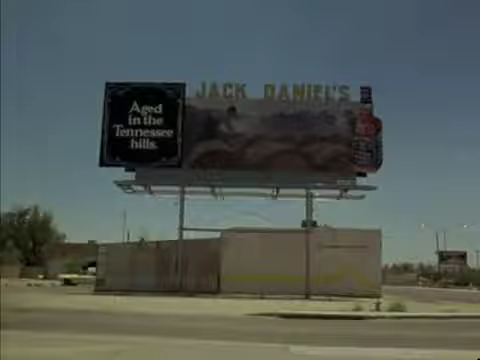 JACK DANIEL'S
Aged
in the
Tennessee
hills.